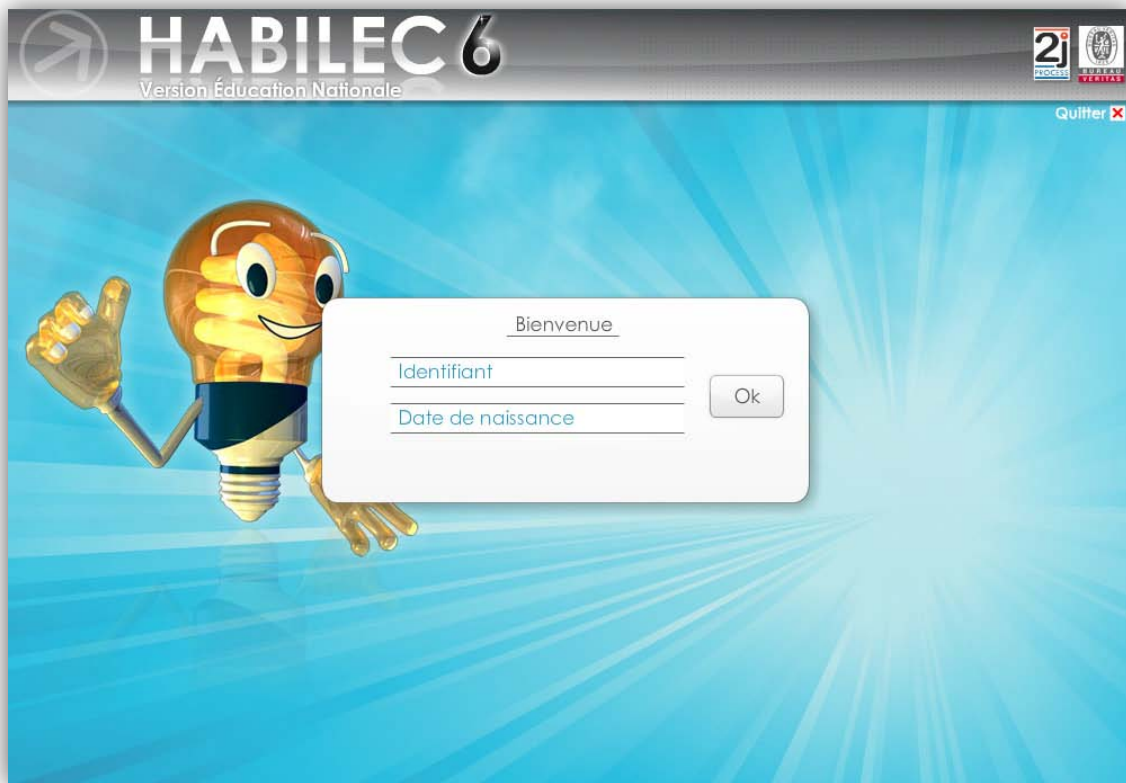 HABILEC 6
Version Éducation Nationale
2j
PROCESS
BUREAU
VERITAS
Quitter
Bienvenue
Identifiant
Date de naissance
Ok